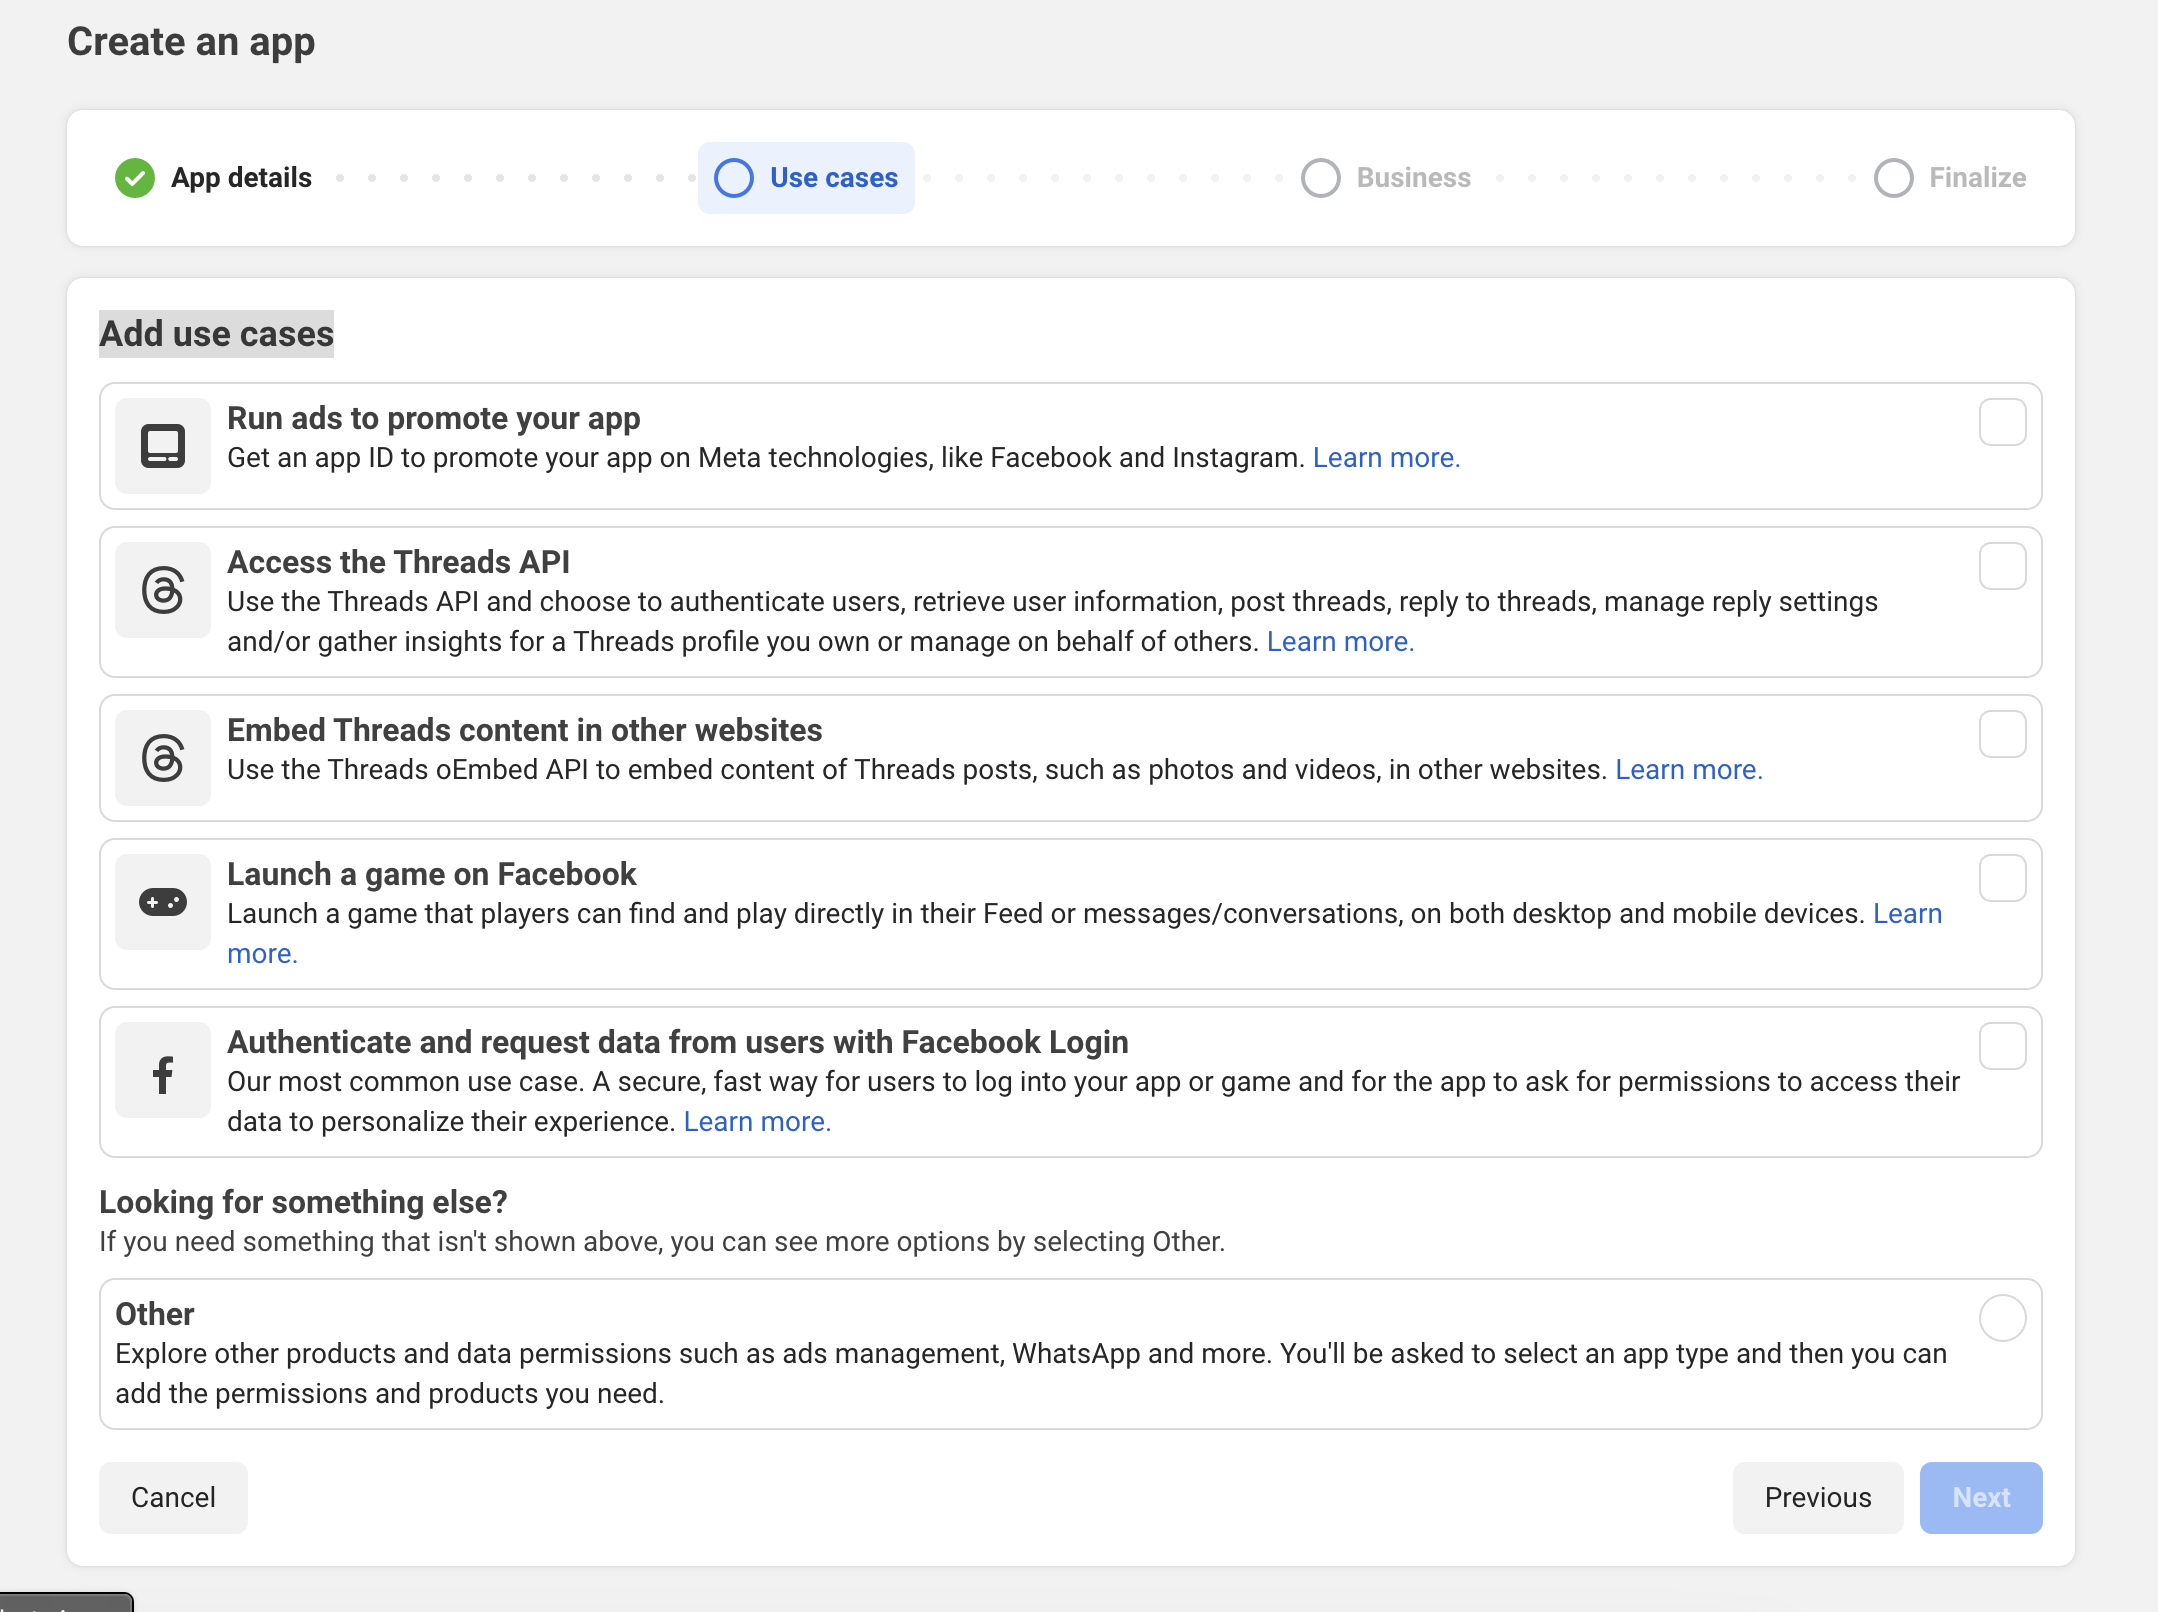 Create an app
App details
Use cases
Business
Finalize
Add use cases
Run ads to promote your app
Get an app ID to promote your app on Meta technologies, like Facebook and Instagram. Learn more.
Access the Threads API
Use the Threads API and choose to authenticate users, retrieve user information, post threads, reply to threads, manage reply settings
and/or gather insights for a Threads profile you own or manage on behalf of others. Learn more.
Embed Threads content in other websites
Use the Threads oEmbed API to embed content of Threads posts, such as photos and videos, in other websites. Learn more.
Launch a game on Facebook
Launch a game that players can find and play directly in their Feed or messages/conversations, on both desktop and mobile devices. Learn
more.
Authenticate and request data from users with Facebook Login
Our most common use case. A secure, fast way for users to log into your app or game and for the app to ask for permissions to access their
data to personalize their experience. Learn more.
Looking for something else?
If you need something that isn't shown above, you can see more options by selecting Other.
Other
Explore other products and data permissions such as ads management, WhatsApp and more. You'll be asked to select an app type and then you can
add the permissions and products you need.
Cancel
Previous
Next